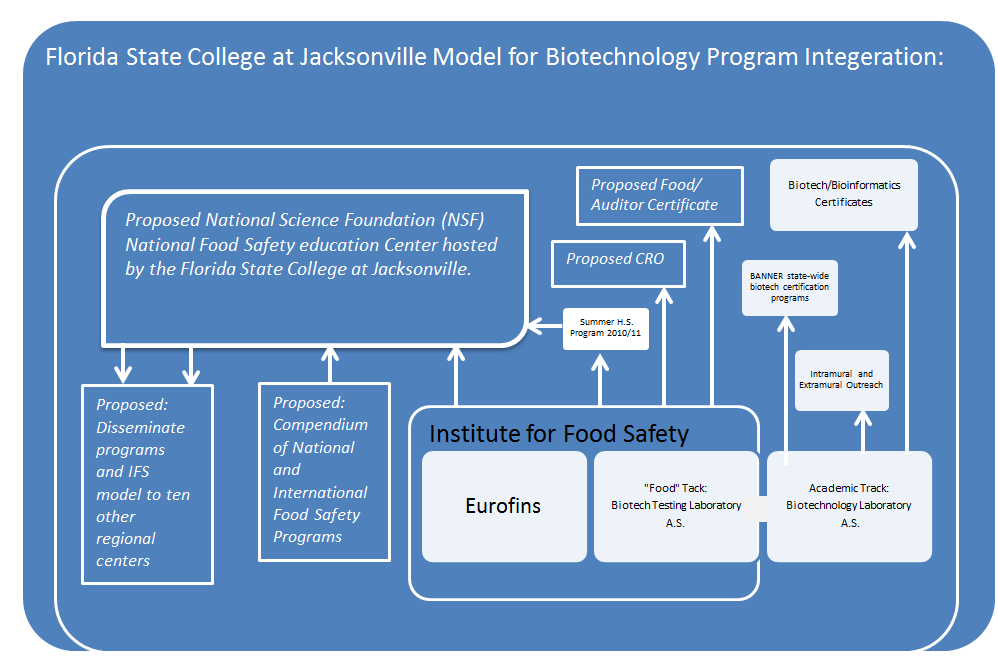 Florida State College at Jacksonville Model for Biotechnology Program Integeration:
Proposed National Science Foundation (NSF)
National Food Safety education Center hosted
by the Florida State College at Jacksonville.
Proposed Food/
Auditor Certificate
Biotech/Bioinformatics
Certificates
Proposed CRO
BANNER state-wide
biotech certification
programs
Summer H.S.
Program 2010/11
Intramural and
Extramural Outreach
Proposed:
Disseminate
programs
and IFS
model to ten
other
regional
centers
Proposed:
Compendium
of National
and
International
Food Safety
Programs
Institute for Food Safety
Eurofins
"Food" Tack:
Biotech Testing Laboratory
A.S.
Academic Track:
Biotechnology Laboratory
A.S.